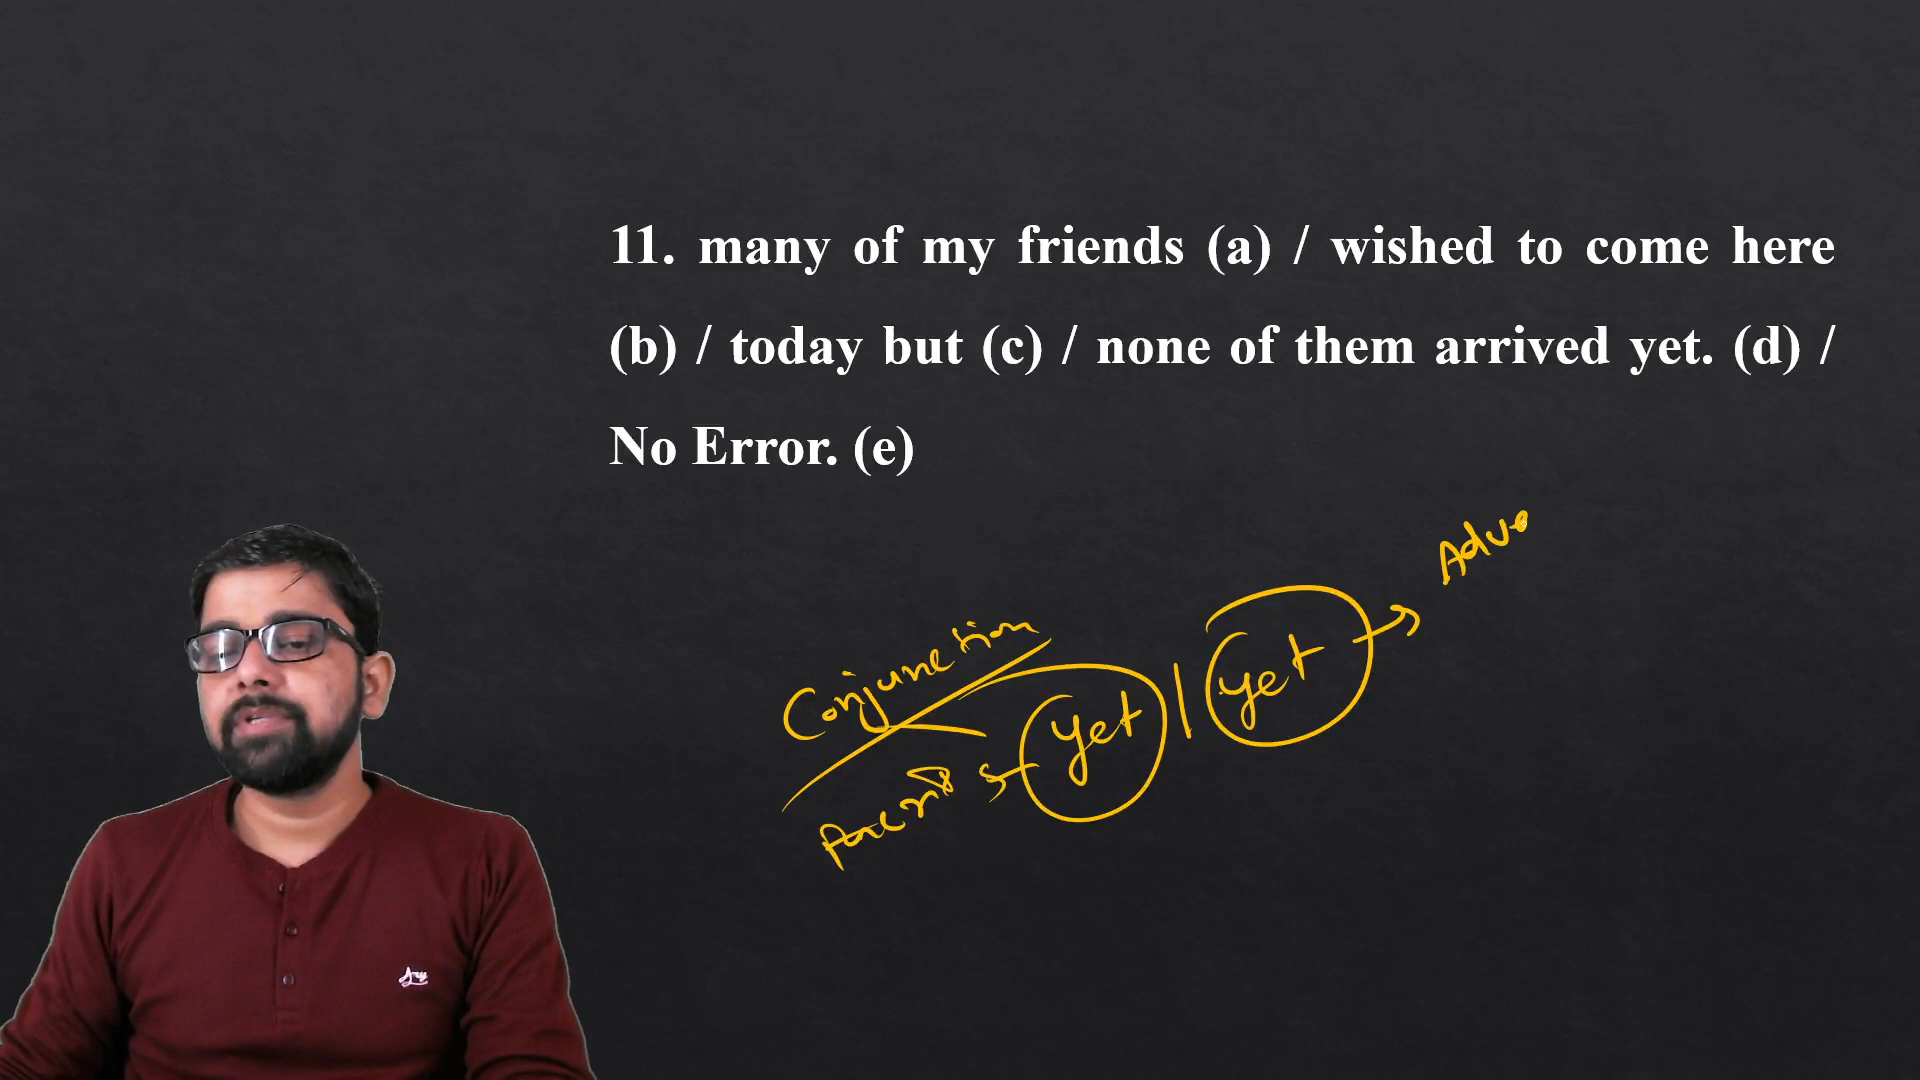 11. many of my friends (a) / wished to come here
(b) / today but (c) / none of them arrived yet. (d) /
No Error. (e)
Adve
Conjunction
yet | yet